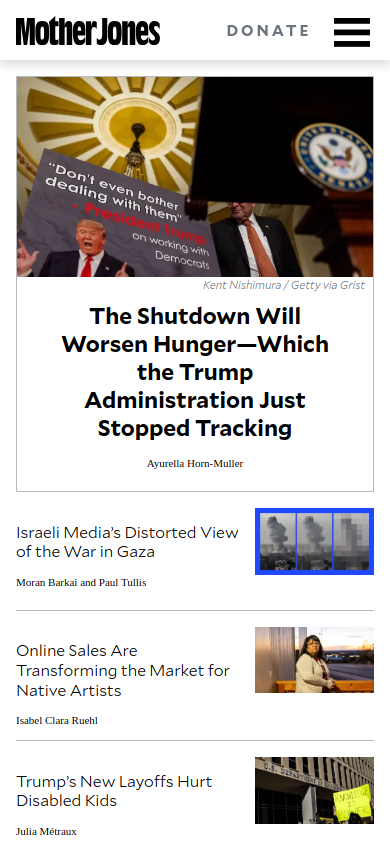 Mother Jones
DONATE
"Don't even bother
dealing with them"
- President Trump
on working with
Democrats
Kent Nishimura / Getty via Grist
The Shutdown Will
Worsen Hunger—Which
the Trump
Administration Just
Stopped Tracking
Ayurella Horn-Muller
Israeli Media's Distorted View
of the War in Gaza
Moran Barkai and Paul Tullis
Online Sales Are
Transforming the Market for
Native Artists
Isabel Clara Ruehl
Trump's New Layoffs Hurt
Disabled Kids
Julia Métraux